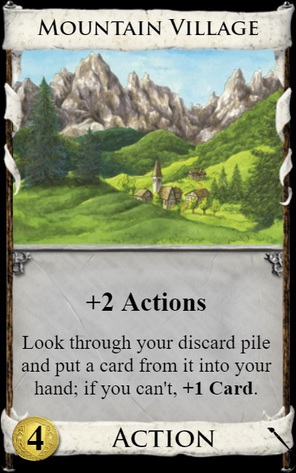 Mountain Village
+2 Actions
Look through your discard pile
and put a card from it into your
hand; if you can't, +1 Card.
4
Action